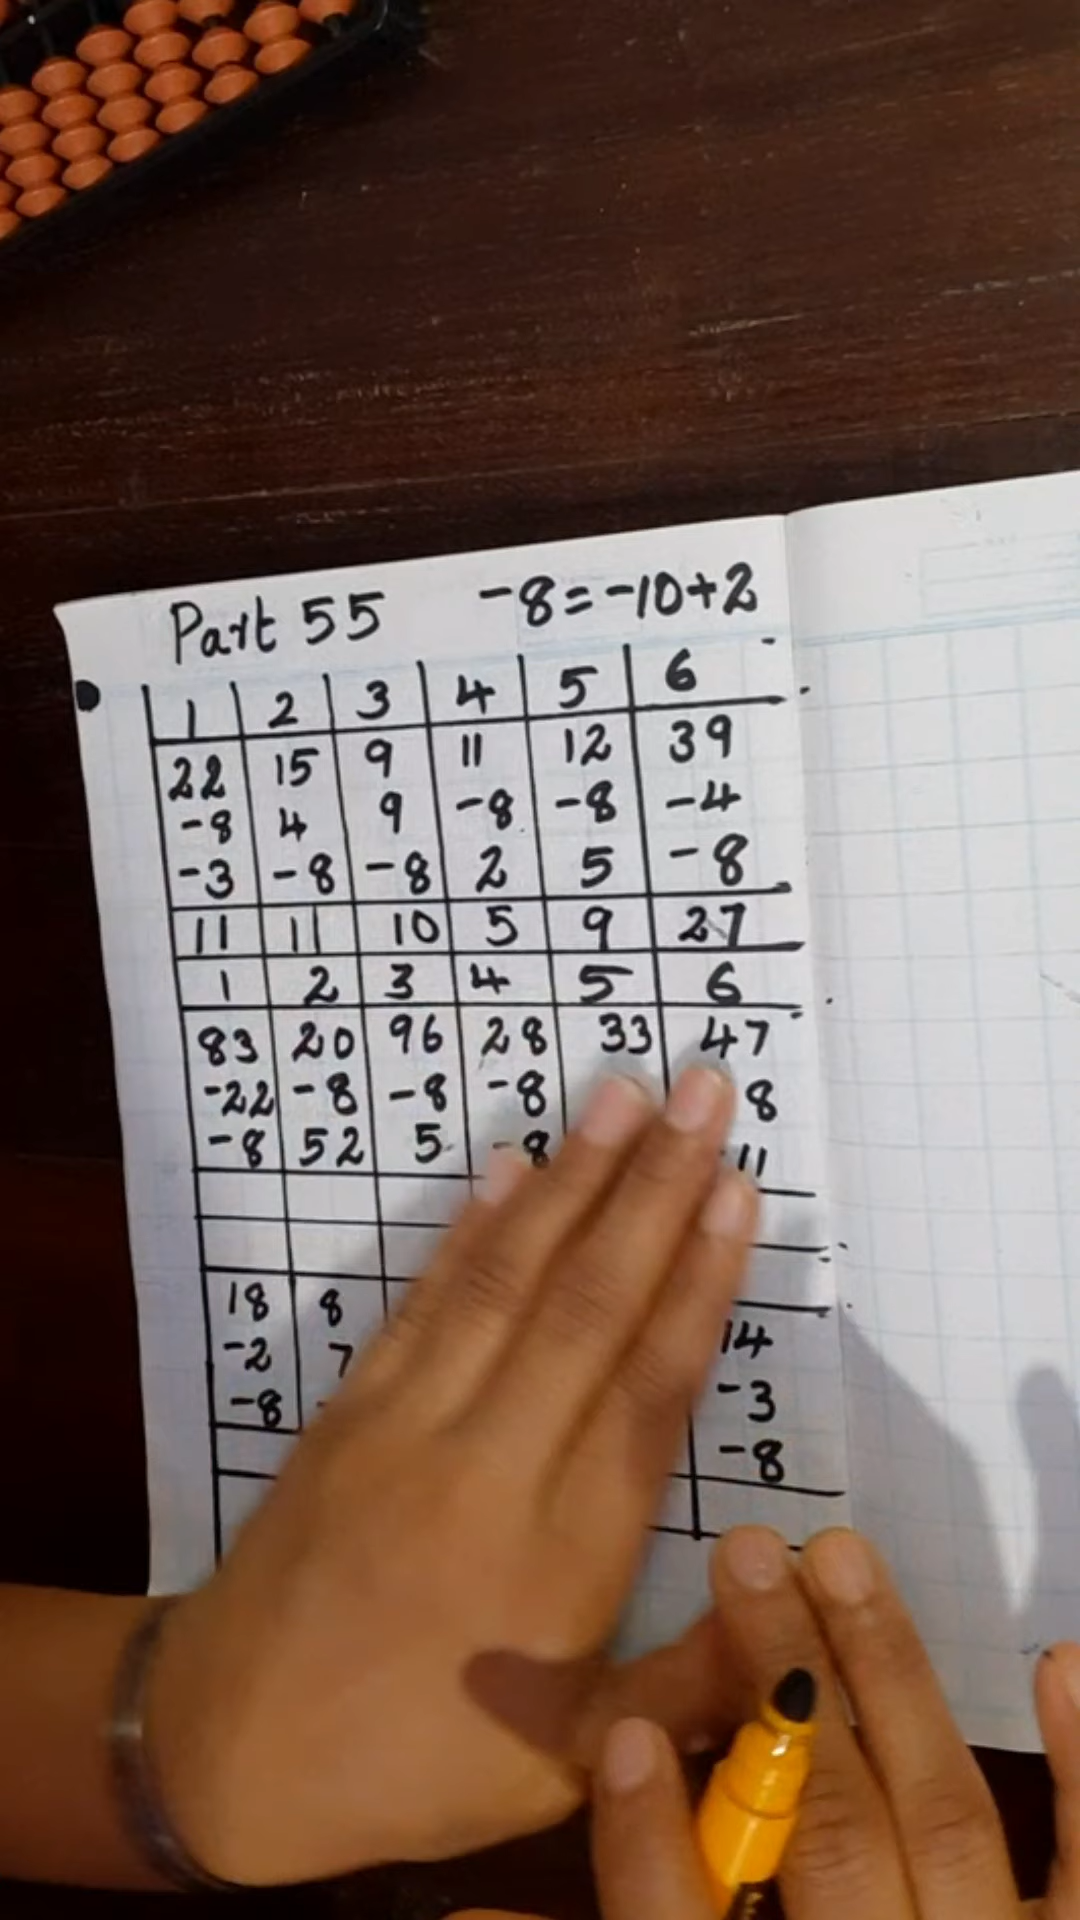 Part 55 -8=-10+2
1 2 3 4 5 6
22 15 9 11 12 39
-8 4 9 -8 -8 -4
-3 -8 -8 2 5 -8
11 11 10 5 9 27
1 2 3 4 5 6
83 20 96 28 33 47
-22 -8 -8 -8 8
-8 52 5 -8 11
18 8 14
-2 7 -3
-8 -8